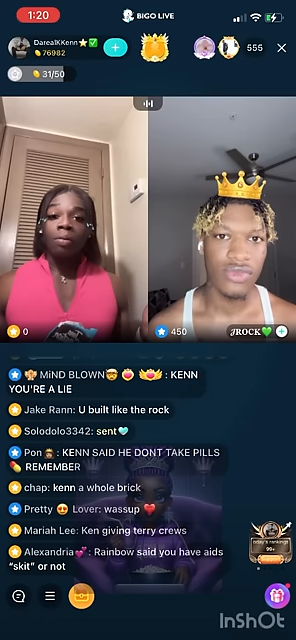 1:20
BIGO LIVE
DarealKKenn⭐✅
76982
555
31/50
0
450
JROCK💚
MiND BLOWN🤯 : KENN
YOU'RE A LIE
Jake Rann: U built like the rock
Solodolo3342: sent🩵
Pon : KENN SAID HE DONT TAKE PILLS
💊 REMEMBER
chap: kenn a whole brick
Pretty 😍 Lover: wassup ❤️
Mariah Lee: Ken giving terry crews
Alexandria💕: Rainbow said you have aids
“skit” or not
99+
InShOt